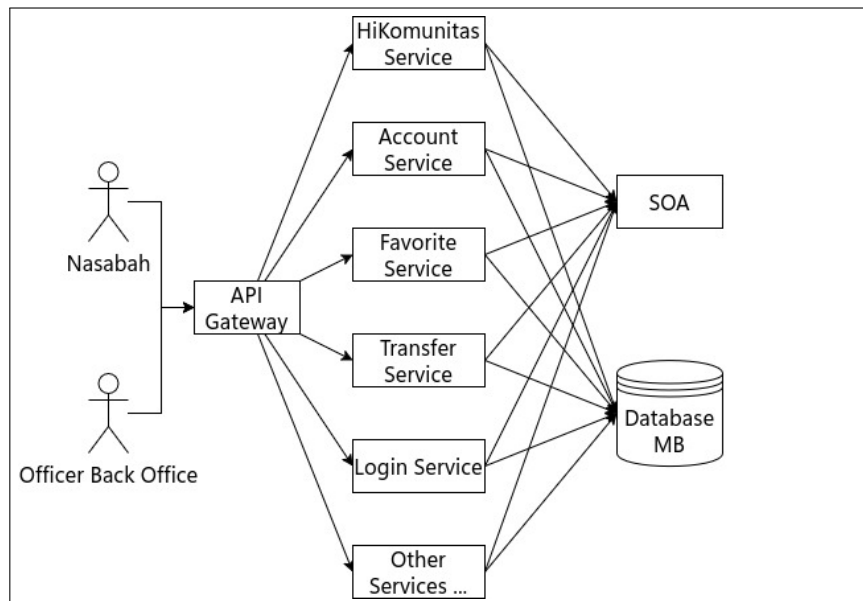 HiKomunitas
Service
Account
Service
SOA
Nasabah
Favorite
Service
API
Gateway
Transfer
Service
Database
MB
Officer Back Office
Login Service
Other
Services ...